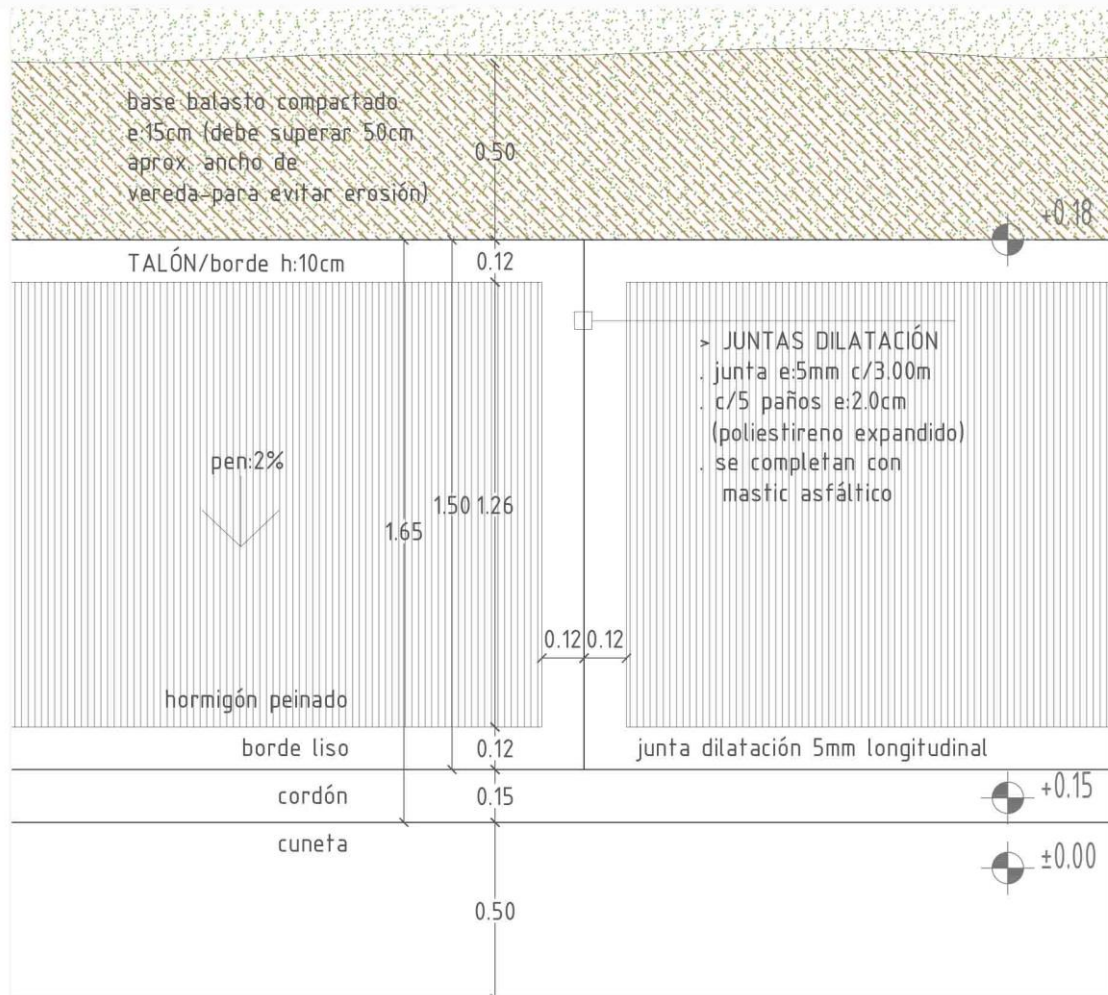 base balasto compactado
e:15cm (debe superar 50cm
aprox. ancho de
vereda-para evitar erosión)
0.50
+0.18
TALÓN/borde h:10cm
0.12
> JUNTAS DILATACIÓN
. junta e:5mm c/3.00m
. c/5 paños e:2.0cm
(poliestireno expandido)
. se completan con
mastic asfáltico
pen:2%
1.65
1.50
1.26
0.12
0.12
hormigón peinado
borde liso
0.12
junta dilatación 5mm longitudinal
cordón
0.15
+0.15
cuneta
±0.00
0.50